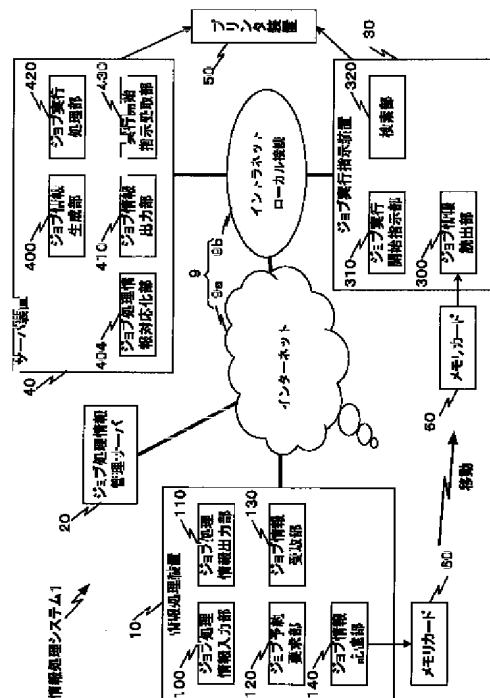 情報処理システム1
10
情報処理装置
100
ジョブ処理
情報入力部
110
ジョブ処理
情報出力部
120
ジョブ予約
要求部
130
ジョブ情報
受取部
140
ジョブ情報
記憶部
60
メモリカード
移動
60
メモリカード
20
ジョブ処理情報
管理サーバ
9
9a
9b
インターネット
イントラネット
ローカル接続
40
サーバ装置
400
ジョブ情報
生成部
404
ジョブ処理情
報対応化部
410
ジョブ情報
出力部
420
ジョブ実行
処理部
430
実行開始
指示受取部
50
プリンタ装置
30
ジョブ実行指示装置
300
ジョブ情報
読出部
310
ジョブ実行
開始指示部
320
検索部